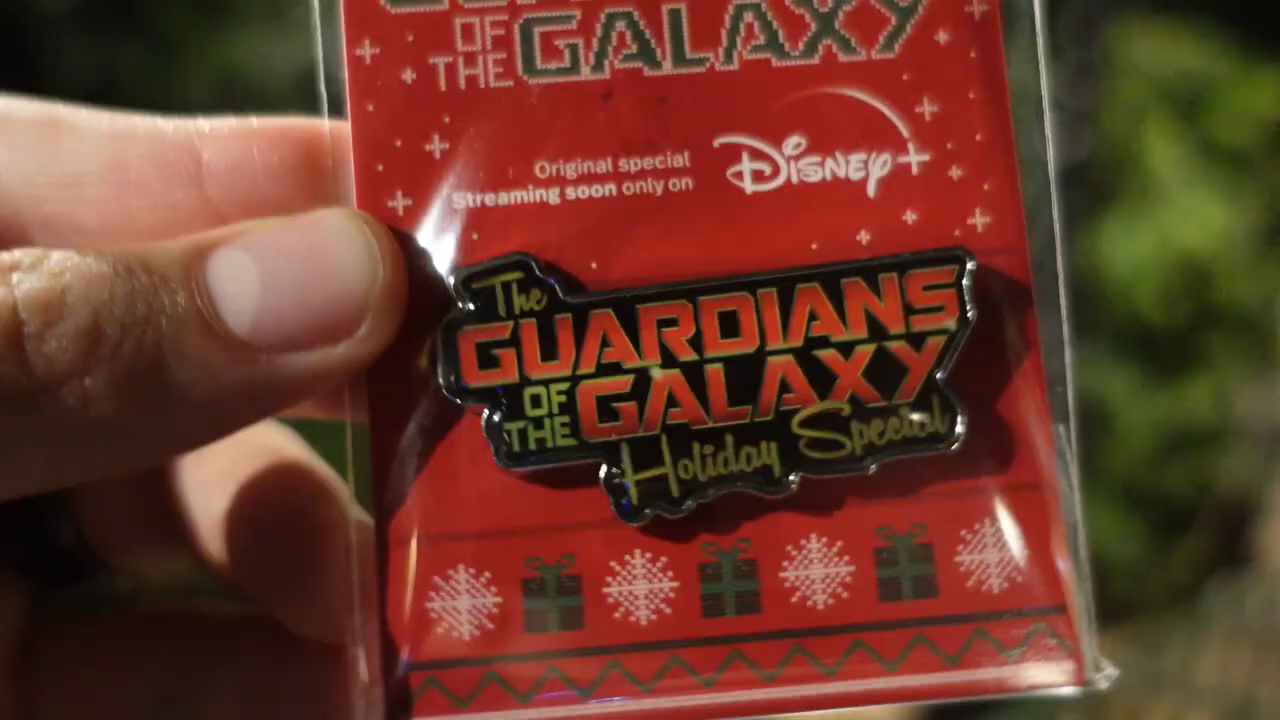 OF
THE GALAXY
Original special
Streaming soon only on
Disney+
The
GUARDIANS
OF
THE GALAXY
Holiday Special